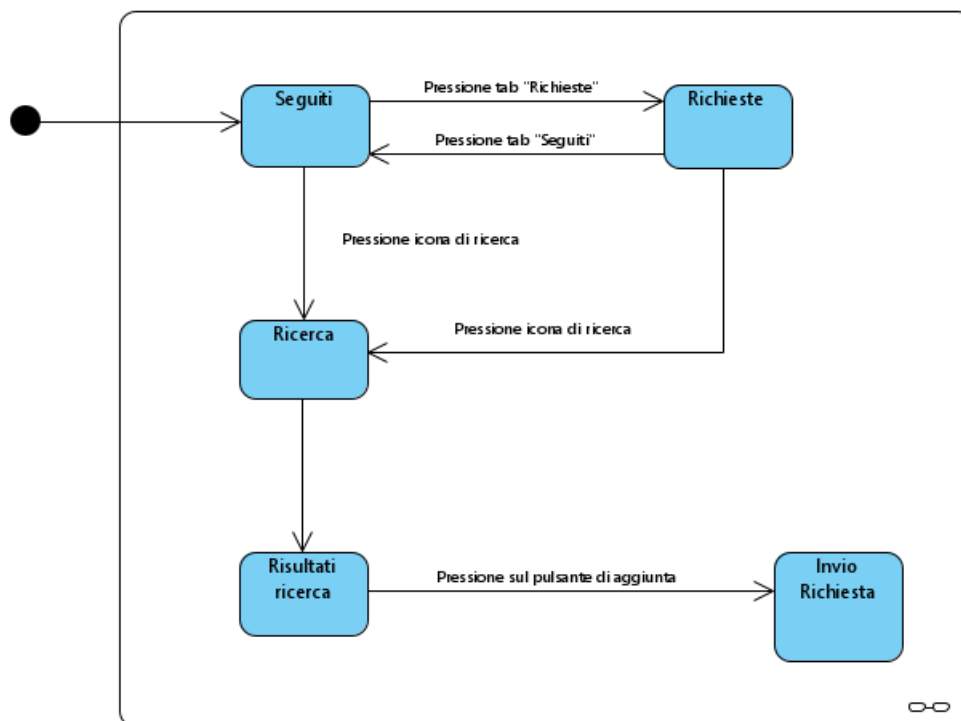 Seguiti
Pressione tab "Richieste"
Richieste
Pressione tab "Seguiti"
Pressione icona di ricerca
Ricerca
Pressione icona di ricerca
Risultati
ricerca
Pressione sul pulsante di aggiunta
Invio
Richiesta